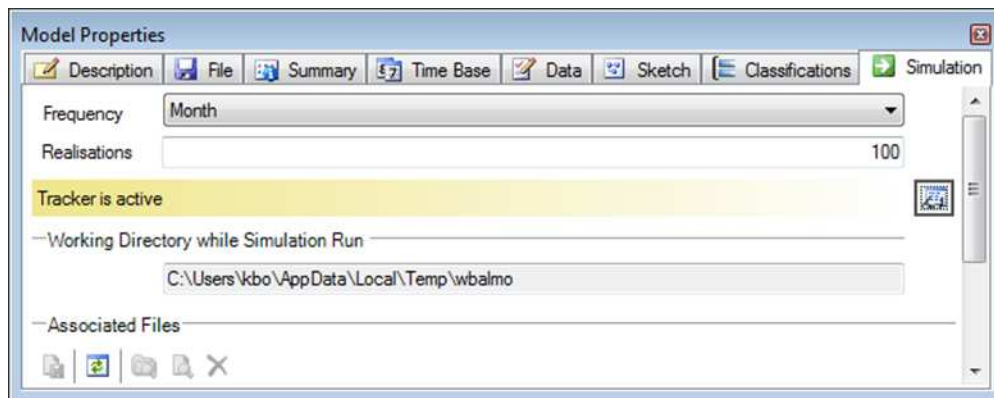 Model Properties
Description File Summary Time Base Data Sketch Classifications Simulation
Frequency Month
Realisations 100
Tracker is active
Working Directory while Simulation Run
C:\Users\kbo\AppData\Local\Temp\wbalmo
Associated Files